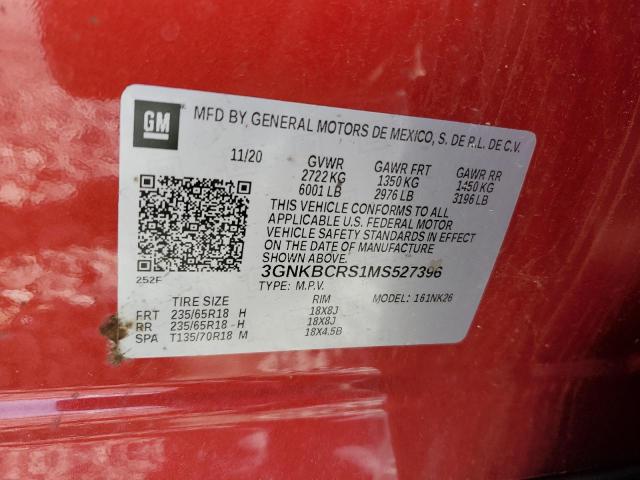 GM
MFD BY GENERAL MOTORS DE MEXICO, S. DE R.L. DE C.V.
11/20 GVWR GAWR FRT GAWR RR
2722 KG 1350 KG 1450 KG
6001 LB 2976 LB 3196 LB
THIS VEHICLE CONFORMS TO ALL
APPLICABLE U.S. FEDERAL MOTOR
VEHICLE SAFETY STANDARDS IN EFFECT
ON THE DATE OF MANUFACTURE
SHOWN ABOVE.
3GNKBCRS1MS527396
252F
TYPE: M.P.V. MODEL: 161NK26
TIRE SIZE RIM
FRT 235/65R18 H 18X8J
RR 235/65R18 H 18X8J
SPA T135/70R18 M 18X4.5B